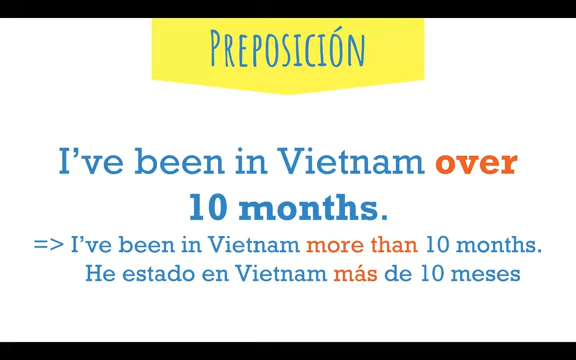 PREPOSICIÓN
I've been in Vietnam over
10 months.
=> I've been in Vietnam more than 10 months.
He estado en Vietnam más de 10 meses